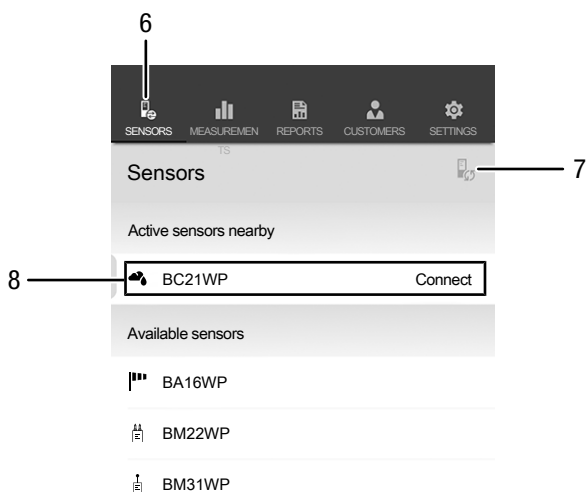 6
SENSORS MEASUREMEN REPORTS CUSTOMERS SETTINGS
TS
Sensors
7
Active sensors nearby
8
BC21WP Connect
Available sensors
BA16WP
BM22WP
BM31WP